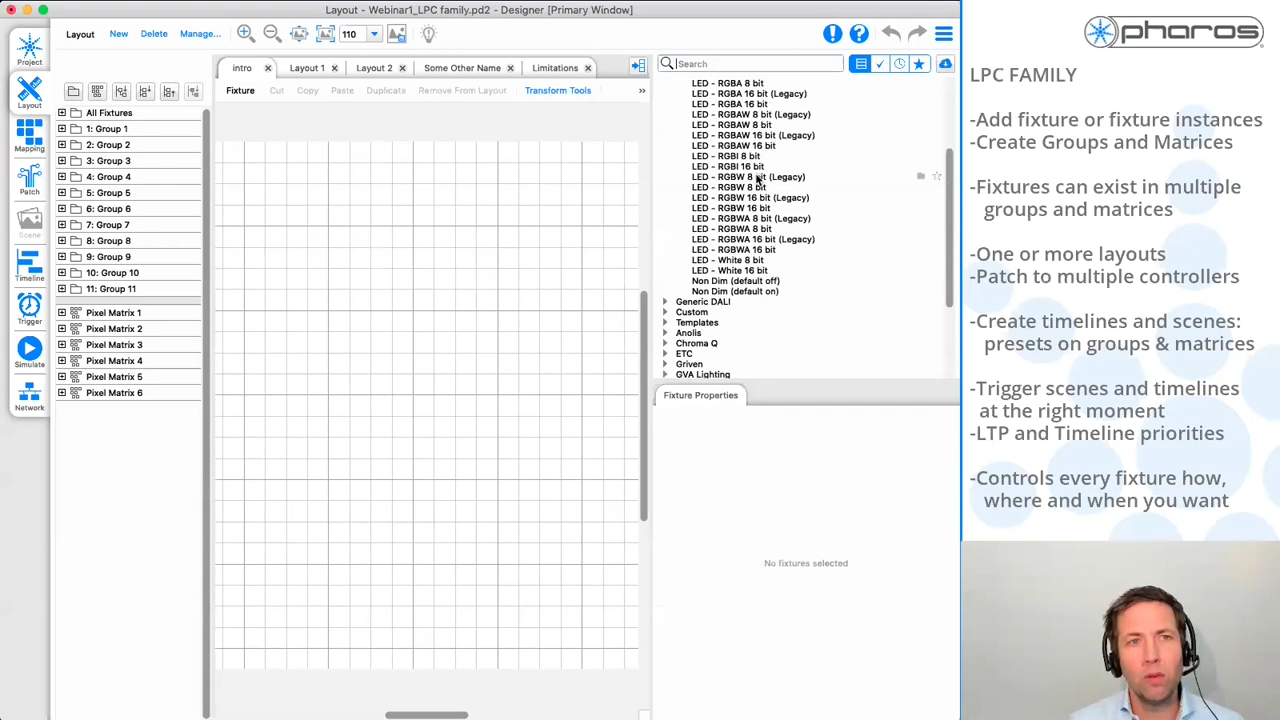 Layout - Webinar1_LPC family.pd2 - Designer [Primary Window]
Layout New Delete Manage... 110
Project
Layout
Mapping
Patch
Scene
Timeline
Trigger
Simulate
Network
All Fixtures
1: Group 1
2: Group 2
3: Group 3
4: Group 4
5: Group 5
6: Group 6
7: Group 7
8: Group 8
9: Group 9
10: Group 10
11: Group 11
Pixel Matrix 1
Pixel Matrix 2
Pixel Matrix 3
Pixel Matrix 4
Pixel Matrix 5
Pixel Matrix 6
intro Layout 1 Layout 2 Some Other Name Limitations
Fixture Cut Copy Paste Duplicate Remove From Layout Transform Tools »
Search
LED - RGBA 8 bit
LED - RGBA 16 bit (Legacy)
LED - RGBA 16 bit
LED - RGBAW 8 bit (Legacy)
LED - RGBAW 8 bit
LED - RGBAW 16 bit (Legacy)
LED - RGBAW 16 bit
LED - RGBI 8 bit
LED - RGBI 16 bit
LED - RGBW 8 bit (Legacy)
LED - RGBW 8 bit
LED - RGBW 16 bit (Legacy)
LED - RGBW 16 bit
LED - RGBWA 8 bit (Legacy)
LED - RGBWA 8 bit
LED - RGBWA 16 bit (Legacy)
LED - RGBWA 16 bit
LED - White 8 bit
LED - White 16 bit
Non Dim (default off)
Non Dim (default on)
Generic DALI
Custom
Templates
Anolis
Chroma Q
ETC
Griven
GVA Lighting
Fixture Properties
No fixtures selected
pharos
LPC FAMILY
-Add fixture or fixture instances
-Create Groups and Matrices
-Fixtures can exist in multiple
groups and matrices
-One or more layouts
-Patch to multiple controllers
-Create timelines and scenes:
presets on groups & matrices
-Trigger scenes and timelines
at the right moment
-LTP and Timeline priorities
-Controls every fixture how,
where and when you want